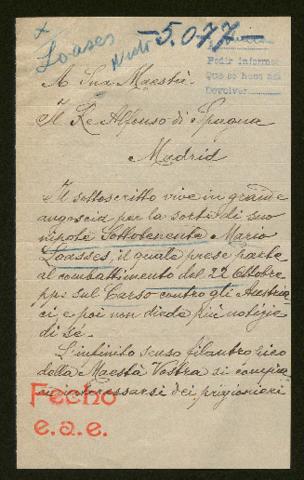 x
Loasses
Nuto 5.077-
Pedir informes
Que se haga así
Devolver
A Sua Maestà
Il Re Alfonso di Spagna
Madrid
Il sottoscritto vive in grande
angoscia per la sorte di suo
nipote Sottotenente Mario
Loasses, il quale prese parte
al combattimento del 22 Ottobre
pp. sul Carso contro gli Austria
ci, e poi non diede più notizie
di sè.
L'infinito senso filantropico
della Maestà Vostra si compiac
cia interessarsi dei prigionieri
Fecho
e.a.e.